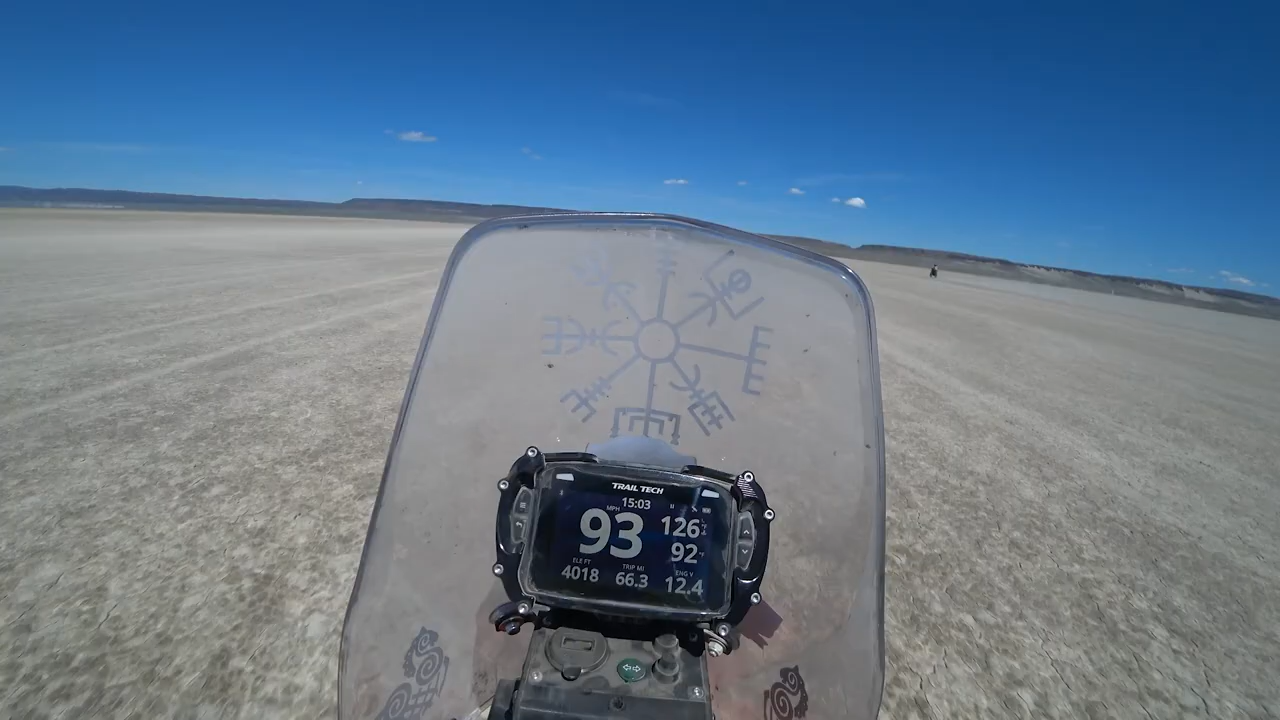 TRAIL TECH
15:03
MPH
93
126
92
ELE FT
4018
TRIP MI
66.3
ENG V
12.4